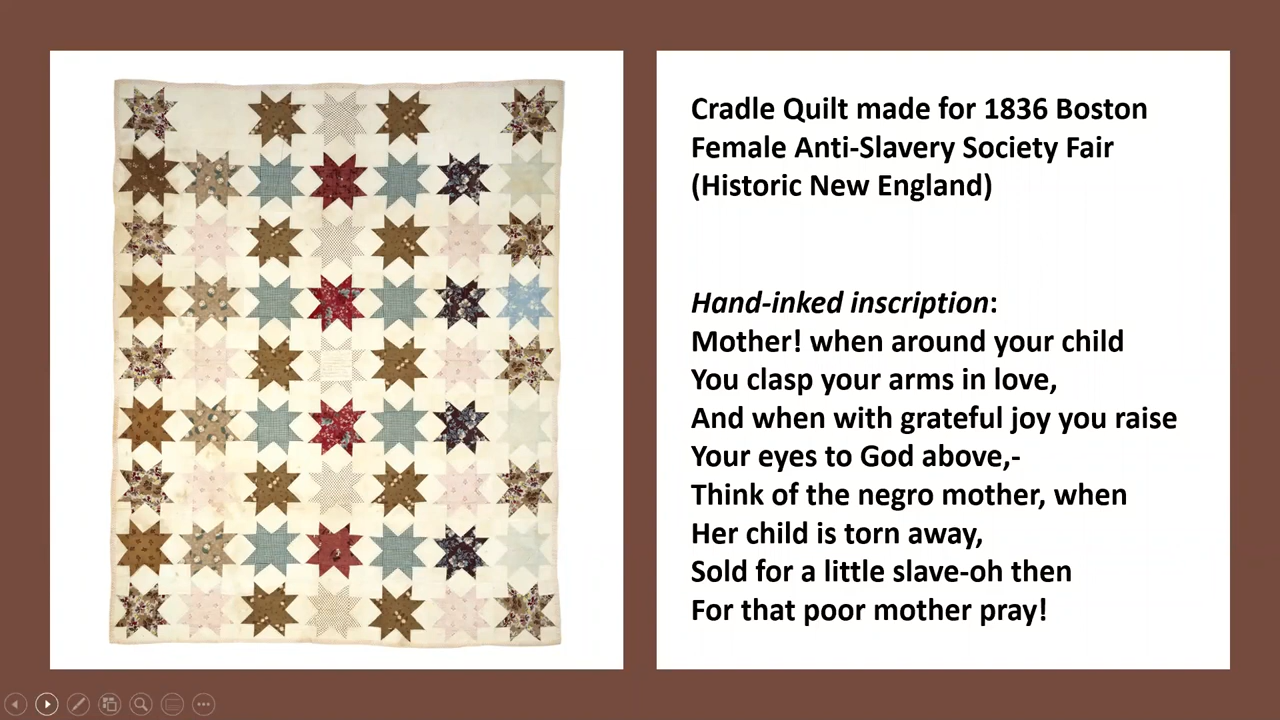 Cradle Quilt made for 1836 Boston
Female Anti-Slavery Society Fair
(Historic New England)
Hand-inked inscription:
Mother! when around your child
You clasp your arms in love,
And when with grateful joy you raise
Your eyes to God above,-
Think of the negro mother, when
Her child is torn away,
Sold for a little slave-oh then
For that poor mother pray!